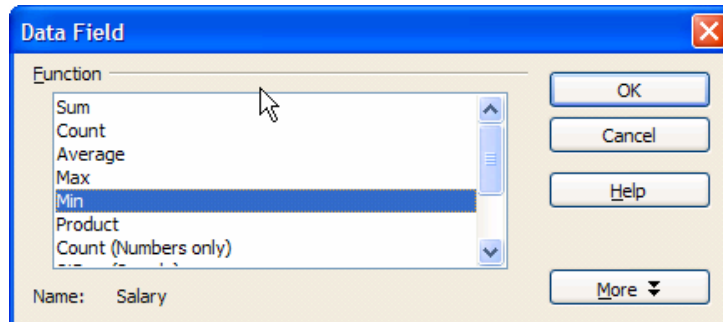 Data Field
Function
Sum
Count
Average
Max
Min
Product
Count (Numbers only)
Name: Salary
OK
Cancel
Help
More